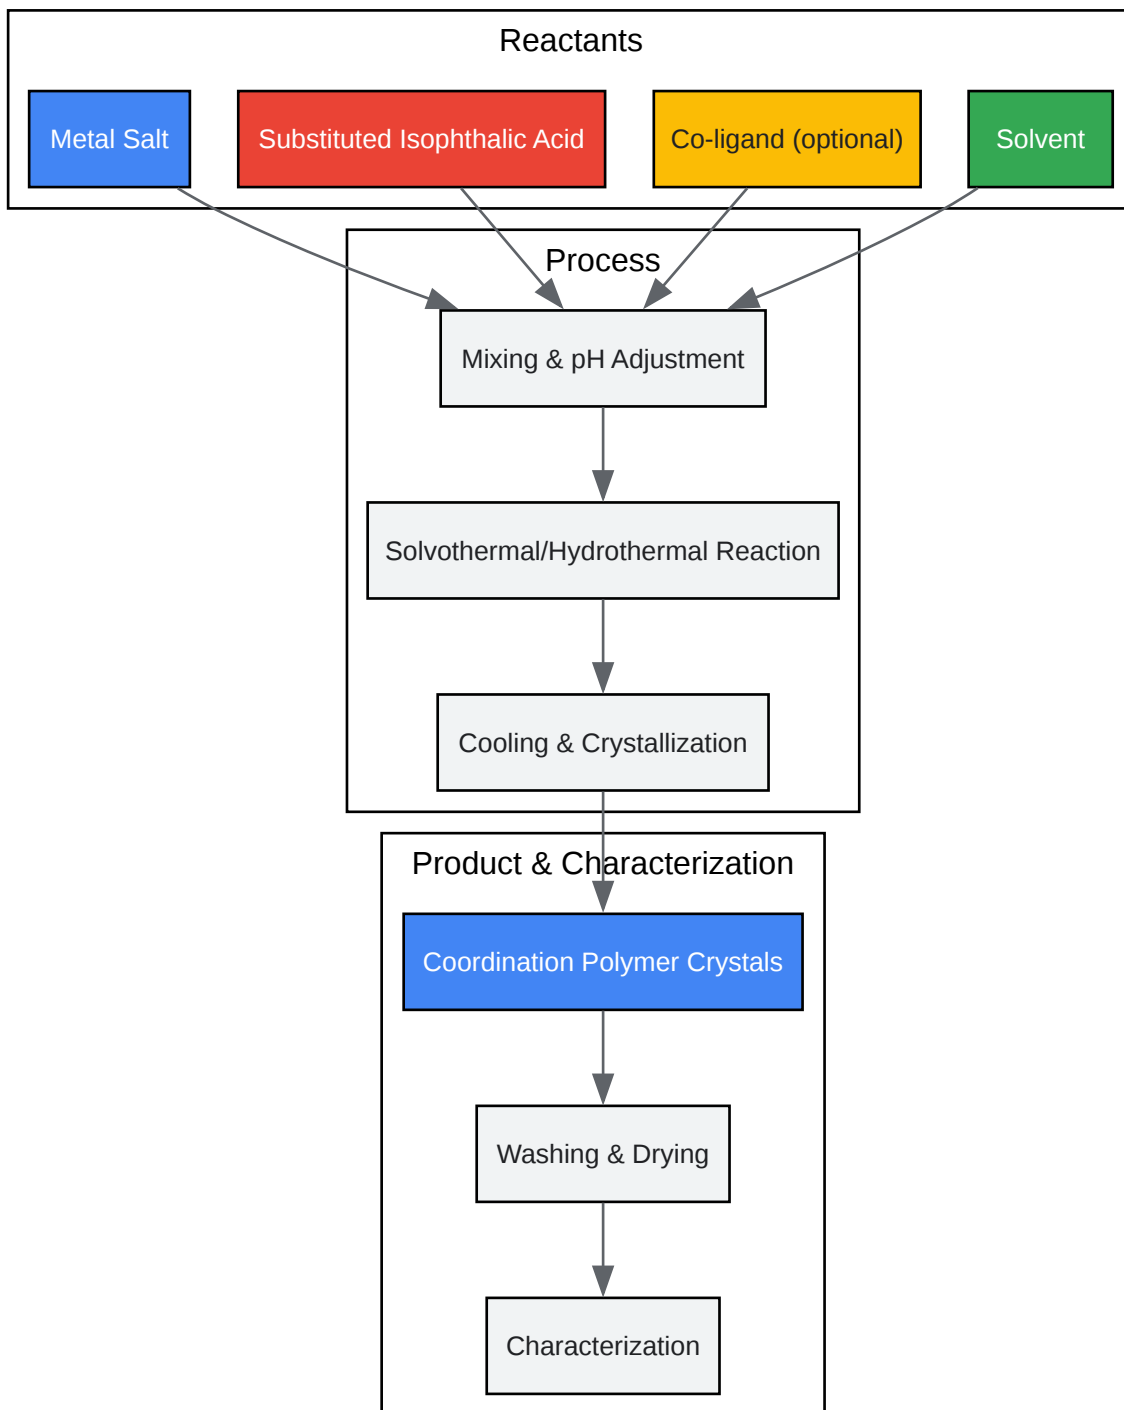 Reactants
Metal Salt
Substituted Isophthalic Acid
Co-ligand (optional)
Solvent
Process
Mixing & pH Adjustment
Solvothermal/Hydrothermal Reaction
Cooling & Crystallization
Product & Characterization
Coordination Polymer Crystals
Washing & Drying
Characterization